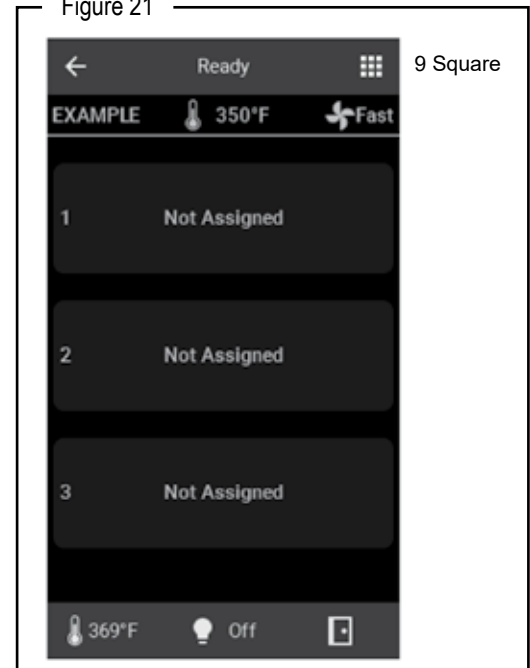 Figure 21
Ready
9 Square
EXAMPLE 350°F Fast
1 Not Assigned
2 Not Assigned
3 Not Assigned
369°F Off